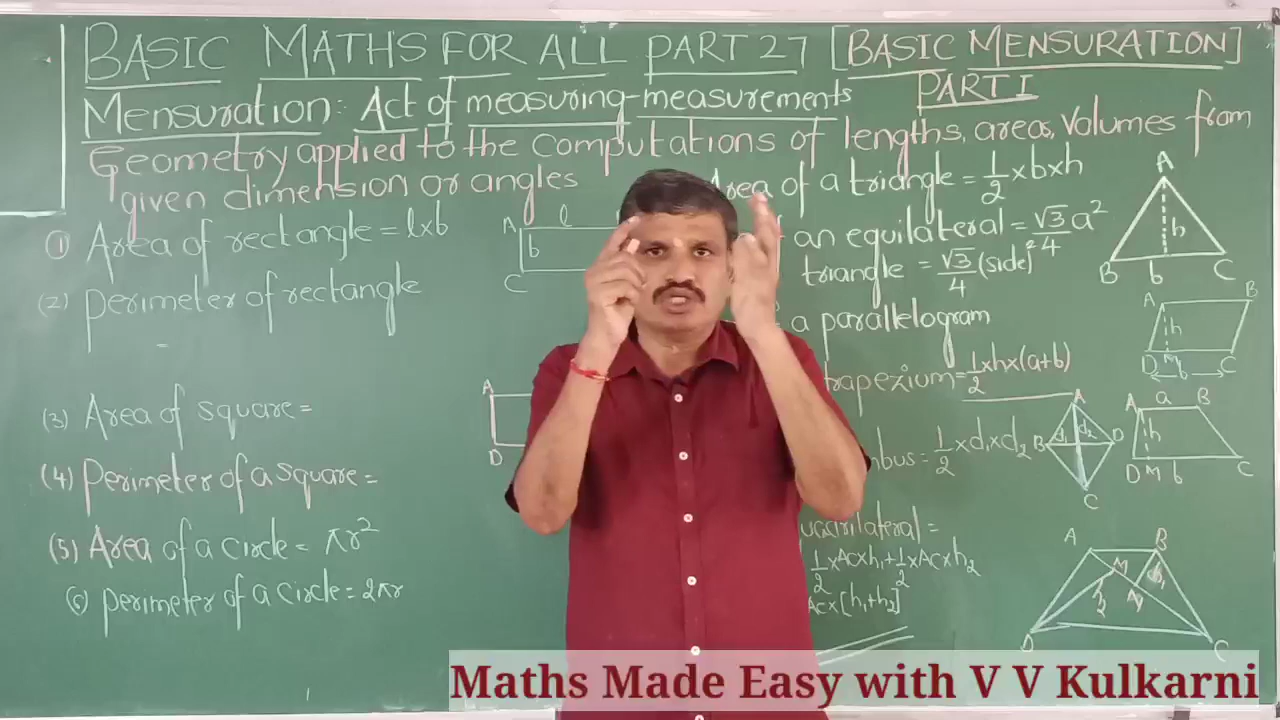 BASIC MATHS FOR ALL PART 27 [BASIC MENSURATION]
PART I
Mensuration: Act of measuring-measurements
Geometry applied to the computations of lengths, areas, Volumes from
given dimension or angles
(1) Area of rectangle = l×b
(2) Perimeter of rectangle
(3) Area of square =
(4) Perimeter of a square =
(5) Area of a circle = πr²
(6) perimeter of a circle = 2πr
A l
b
C
A
D
Area of a triangle = 1/2 ×b×h
an equilateral = √3/4 a²
triangle = √3/4 (side)²
a parallelogram
trapezium = 1/2 ×h×(a+b)
bus = 1/2 ×d₁×d₂
lateral =
1/2 ×AC×h₁+1/2 ×AC×h₂
AC×[h₁+h₂]
A
h
B b C
A B
h
D M b C
A
d₁ d₂
B D
C
A a B
h
D M b C
A B
M
D C
Maths Made Easy with V V Kulkarni